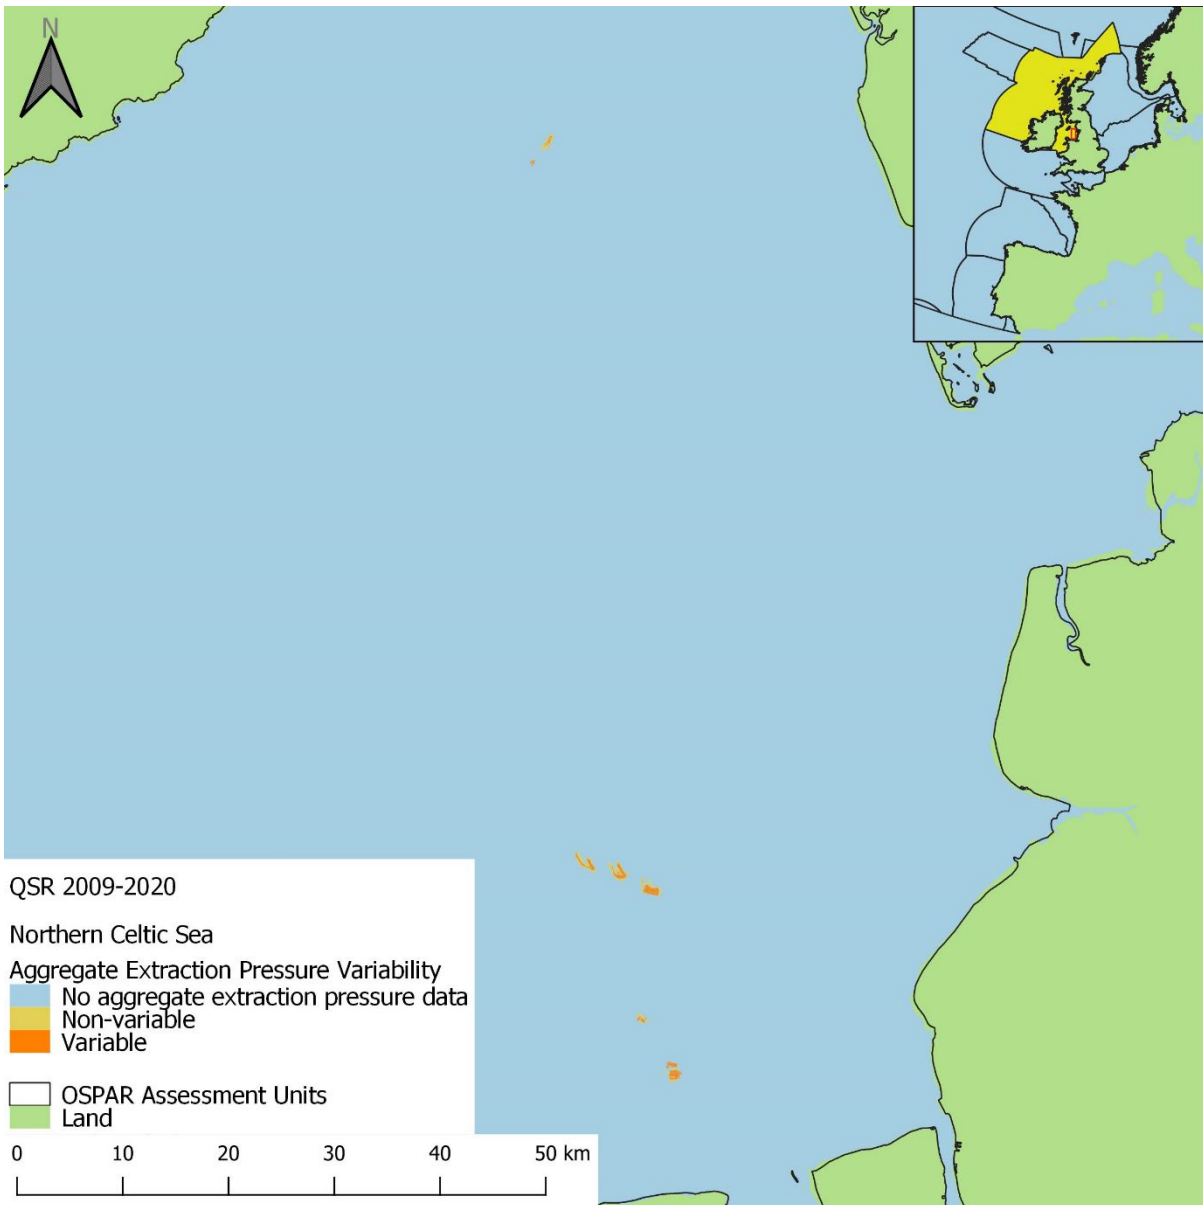 N
QSR 2009-2020
Northern Celtic Sea
Aggregate Extraction Pressure Variability
No aggregate extraction pressure data
Non-variable
Variable
OSPAR Assessment Units
Land
0 10 20 30 40 50 km